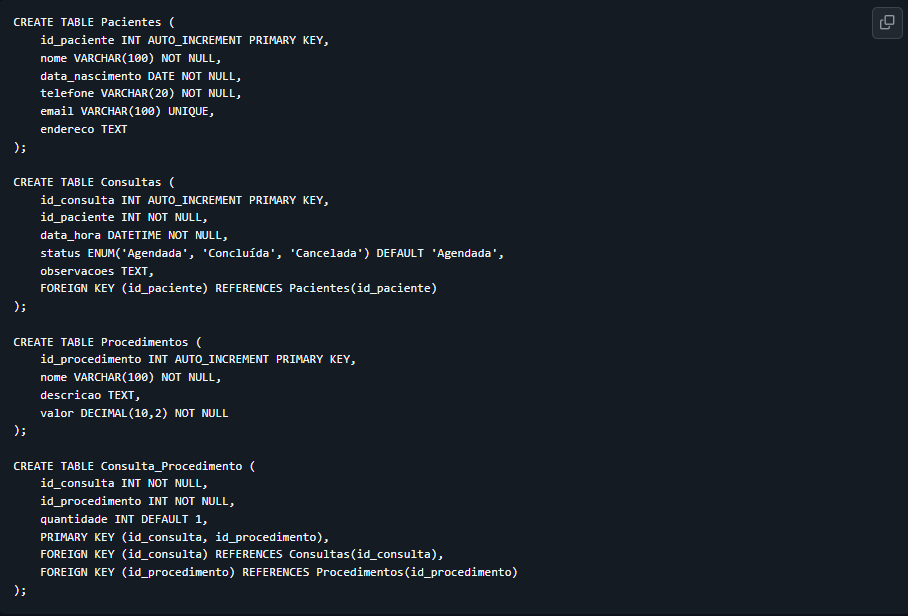 CREATE TABLE Pacientes (
    id_paciente INT AUTO_INCREMENT PRIMARY KEY,
    nome VARCHAR(100) NOT NULL,
    data_nascimento DATE NOT NULL,
    telefone VARCHAR(20) NOT NULL,
    email VARCHAR(100) UNIQUE,
    endereco TEXT
);
CREATE TABLE Consultas (
    id_consulta INT AUTO_INCREMENT PRIMARY KEY,
    id_paciente INT NOT NULL,
    data_hora DATETIME NOT NULL,
    status ENUM('Agendada', 'Concluída', 'Cancelada') DEFAULT 'Agendada',
    observacoes TEXT,
    FOREIGN KEY (id_paciente) REFERENCES Pacientes(id_paciente)
);
CREATE TABLE Procedimentos (
    id_procedimento INT AUTO_INCREMENT PRIMARY KEY,
    nome VARCHAR(100) NOT NULL,
    descricao TEXT,
    valor DECIMAL(10,2) NOT NULL
);
CREATE TABLE Consulta_Procedimento (
    id_consulta INT NOT NULL,
    id_procedimento INT NOT NULL,
    quantidade INT DEFAULT 1,
    PRIMARY KEY (id_consulta, id_procedimento),
    FOREIGN KEY (id_consulta) REFERENCES Consultas(id_consulta),
    FOREIGN KEY (id_procedimento) REFERENCES Procedimentos(id_procedimento)
);